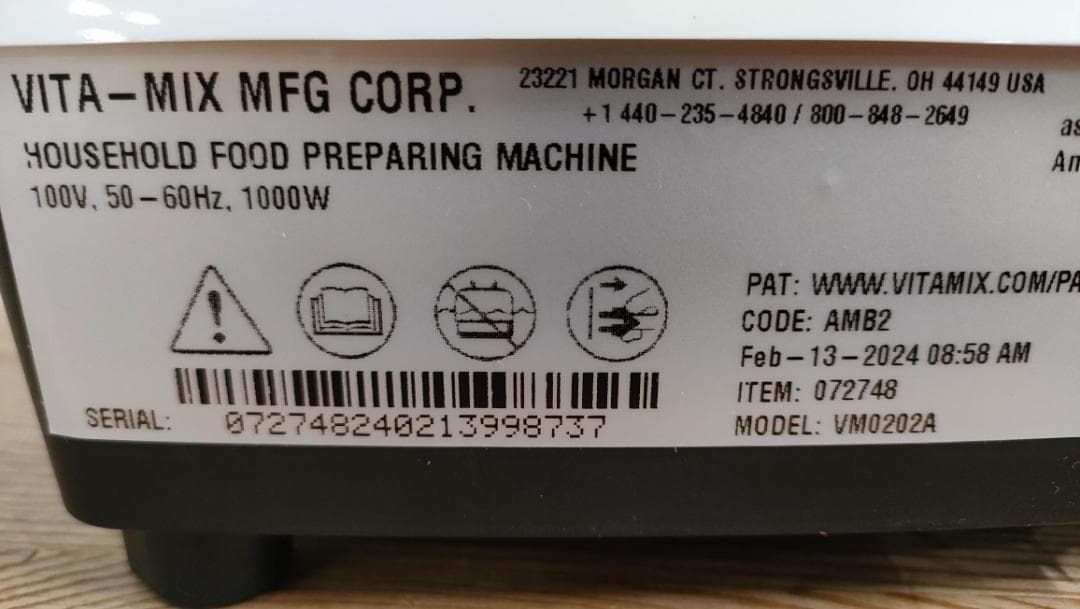 VITA-MIX MFG CORP.
23221 MORGAN CT. STRONGSVILLE, OH 44149 USA
+1 440-235-4840 / 800-848-2649
HOUSEHOLD FOOD PREPARING MACHINE
100V, 50-60Hz, 1000W
as
Am
PAT: WWW.VITAMIX.COM/PA
CODE: AMB2
Feb-13-2024 08:58 AM
ITEM: 072748
MODEL: VM0202A
SERIAL: 072748240213998737